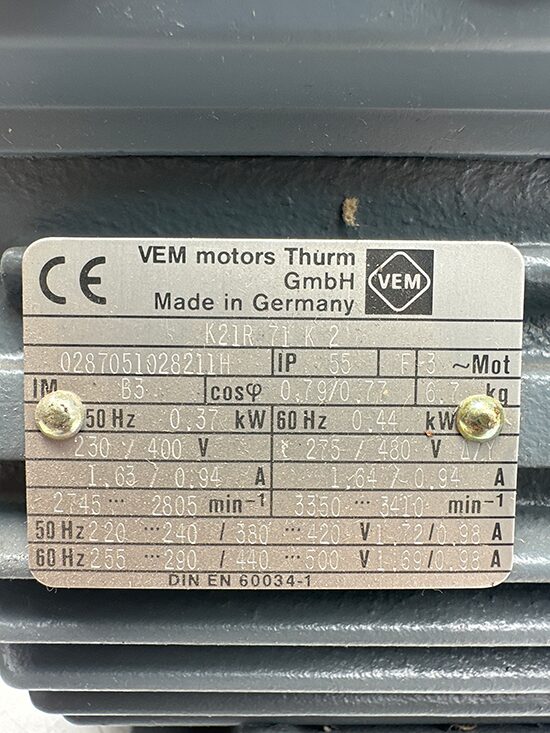 CE
VEM motors Thurm
GmbH
VEM
Made in Germany
K21R 71 K 2
0287051028211H IP 55 F 3 ~Mot
IM B3 cosφ 0,79/0,77 6,7 kg
50 Hz 0,37 kW 60 Hz 0,44 kW
230 / 400 V 275 / 480 V Δ/Y
1,63 / 0,94 A 1,64 / 0,94 A
2745 ... 2805 min-1 3350 ... 3410 min-1
50 Hz 220 ... 240 / 380 ... 420 V 1,72/0,98 A
60 Hz 255 ... 290 / 440 ... 500 V 1,69/0,98 A
DIN EN 60034-1